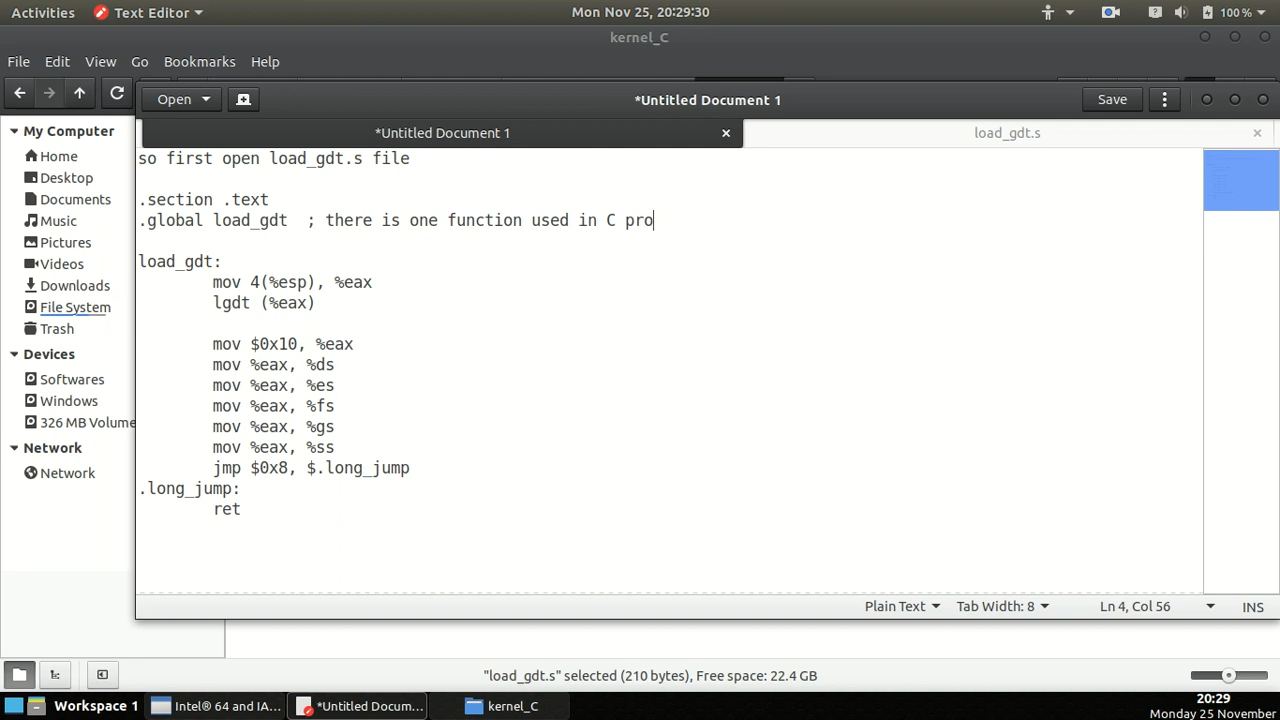 Activities Text Editor Mon Nov 25, 20:29:30 100 %
kernel_C
File Edit View Go Bookmarks Help
Open *Untitled Document 1 Save
*Untitled Document 1 load_gdt.s
My Computer
Home
Desktop
Documents
Music
Pictures
Videos
Downloads
File System
Trash
Devices
Softwares
Windows
326 MB Volume
Network
Network
so first open load_gdt.s file
.section .text
.global load_gdt ; there is one function used in C pro
load_gdt:
mov 4(%esp), %eax
lgdt (%eax)
mov $0x10, %eax
mov %eax, %ds
mov %eax, %es
mov %eax, %fs
mov %eax, %gs
mov %eax, %ss
jmp $0x8, $.long_jump
.long_jump:
ret
Plain Text Tab Width: 8 Ln 4, Col 56 INS
"load_gdt.s" selected (210 bytes), Free space: 22.4 GB
Workspace 1 Intel® 64 and IA... *Untitled Docum... kernel_C 20:29
Monday 25 November